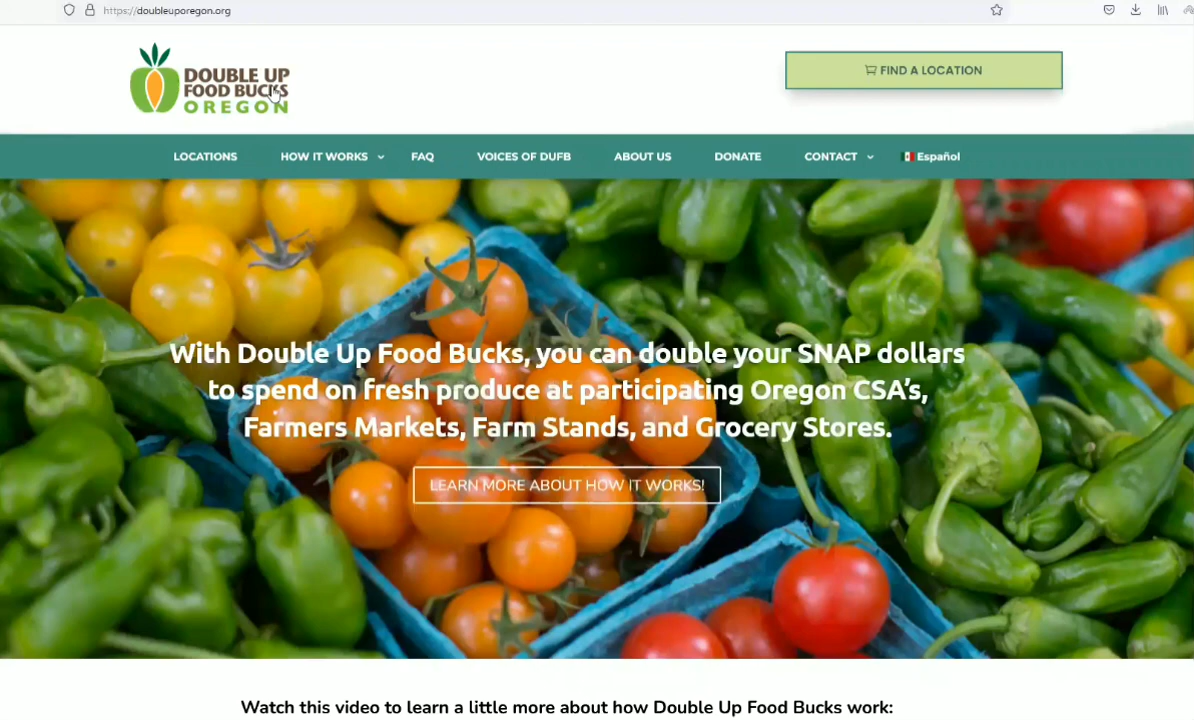 https://doubleuporegon.org
DOUBLE UP
FOOD BUCKS
OREGON
FIND A LOCATION
LOCATIONS HOW IT WORKS FAQ VOICES OF DUFB ABOUT US DONATE CONTACT Español
With Double Up Food Bucks, you can double your SNAP dollars
to spend on fresh produce at participating Oregon CSA's,
Farmers Markets, Farm Stands, and Grocery Stores.
LEARN MORE ABOUT HOW IT WORKS!
Watch this video to learn a little more about how Double Up Food Bucks work: